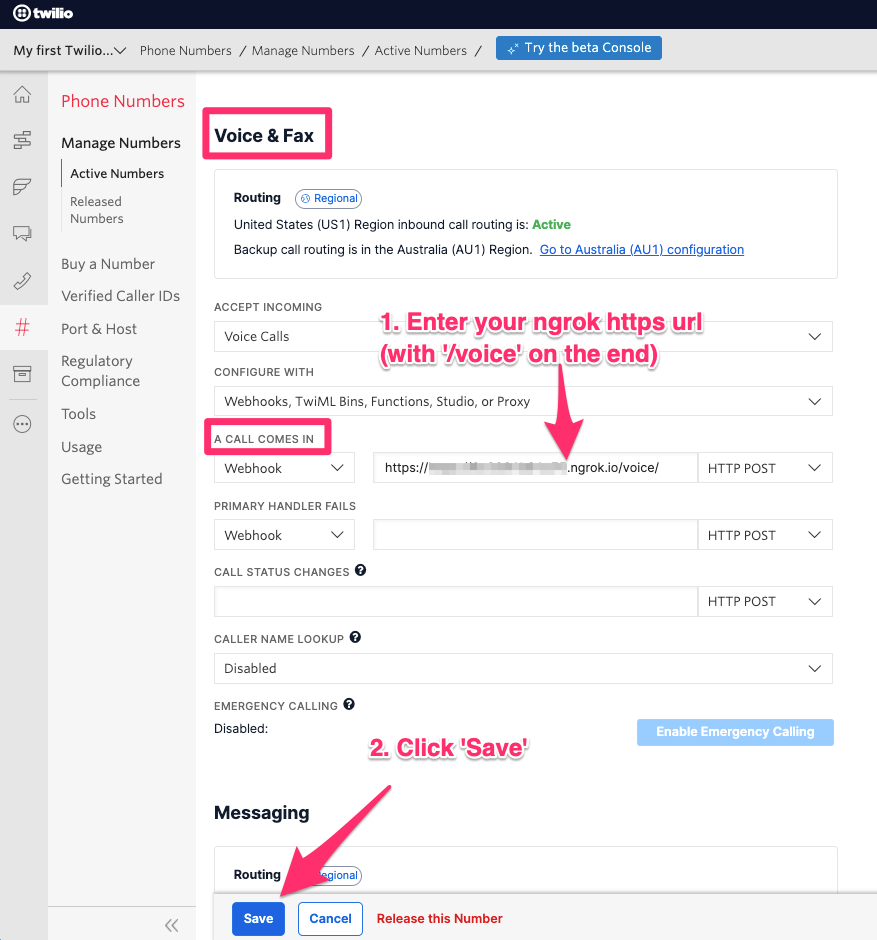 twilio
My first Twilio... Phone Numbers / Manage Numbers / Active Numbers / Try the beta Console
Phone Numbers
Manage Numbers
Active Numbers
Released
Numbers
Buy a Number
Verified Caller IDs
Port & Host
Regulatory
Compliance
Tools
Usage
Getting Started
Voice & Fax
Routing Regional
United States (US1) Region inbound call routing is: Active
Backup call routing is in the Australia (AU1) Region. Go to Australia (AU1) configuration
ACCEPT INCOMING
1. Enter your ngrok https url
Voice Calls
(with '/voice' on the end)
CONFIGURE WITH
Webhooks, TwiML Bins, Functions, Studio, or Proxy
A CALL COMES IN
Webhook https:// .ngrok.io/voice/ HTTP POST
PRIMARY HANDLER FAILS
Webhook HTTP POST
CALL STATUS CHANGES
HTTP POST
CALLER NAME LOOKUP
Disabled
EMERGENCY CALLING
Disabled:
Enable Emergency Calling
2. Click 'Save'
Messaging
Routing egional
Save Cancel Release this Number